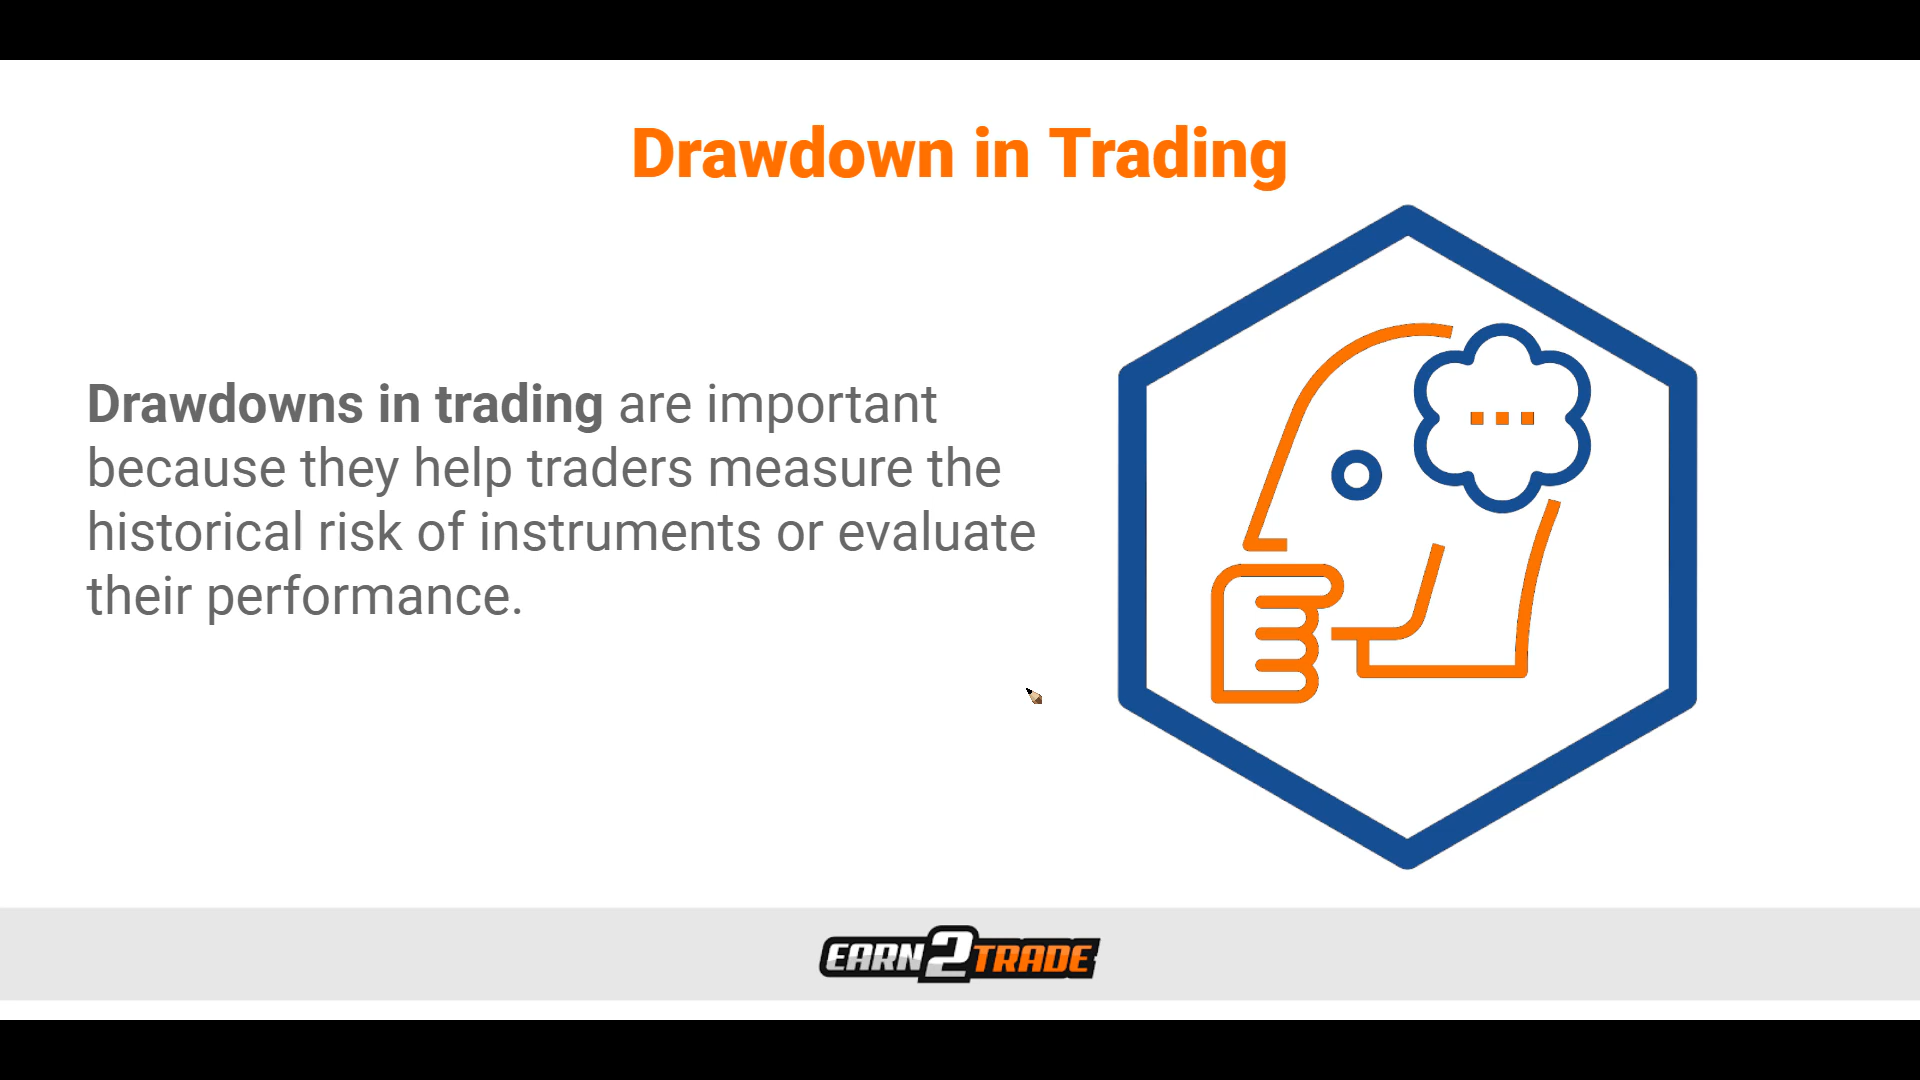 Drawdown in Trading
Drawdowns in trading are important
because they help traders measure the
historical risk of instruments or evaluate
their performance.
EARN2TRADE